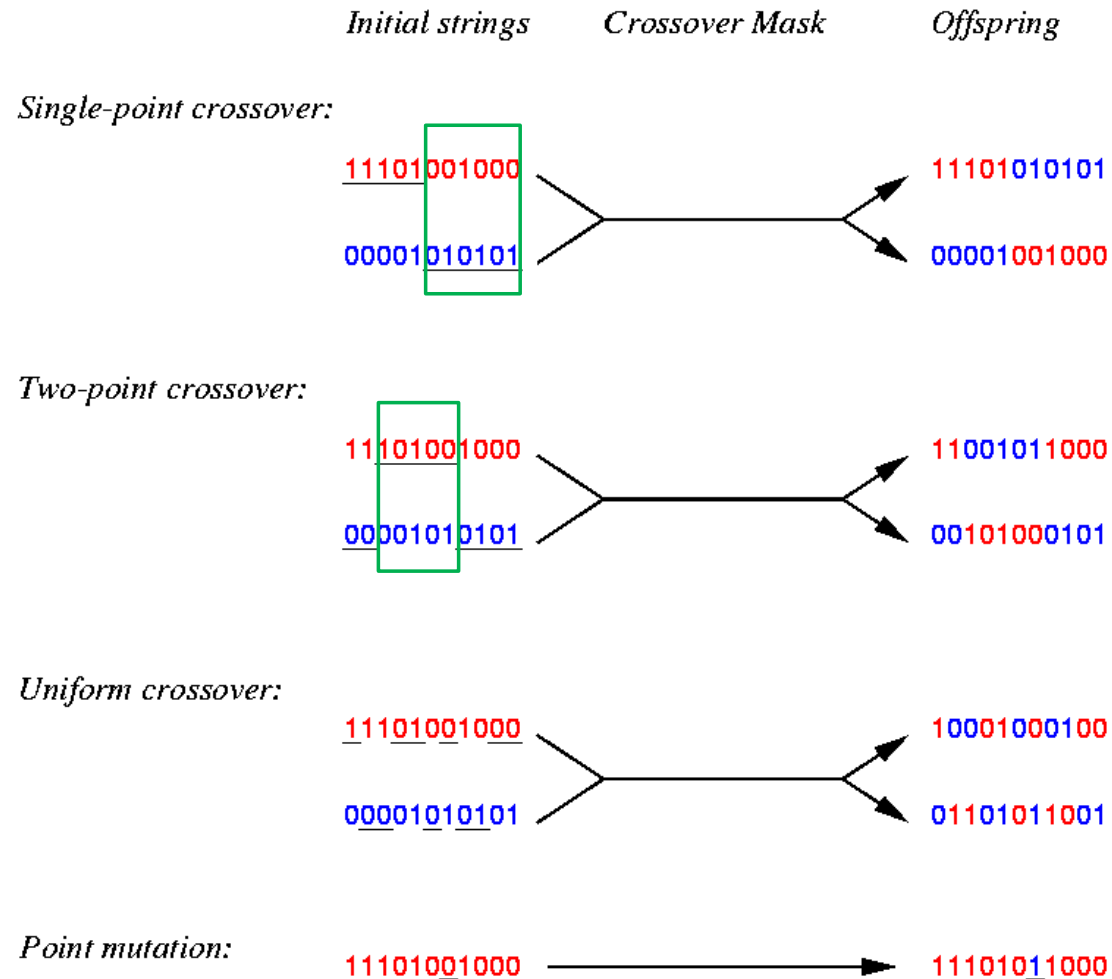 Initial strings Crossover Mask Offspring
Single-point crossover:
11101001000 11101010101
00001010101 00001001000
Two-point crossover:
11101001000 11001011000
00001010101 00101000101
Uniform crossover:
11101001000 10001000100
00001010101 01101011001
Point mutation:
11101001000 11101011000